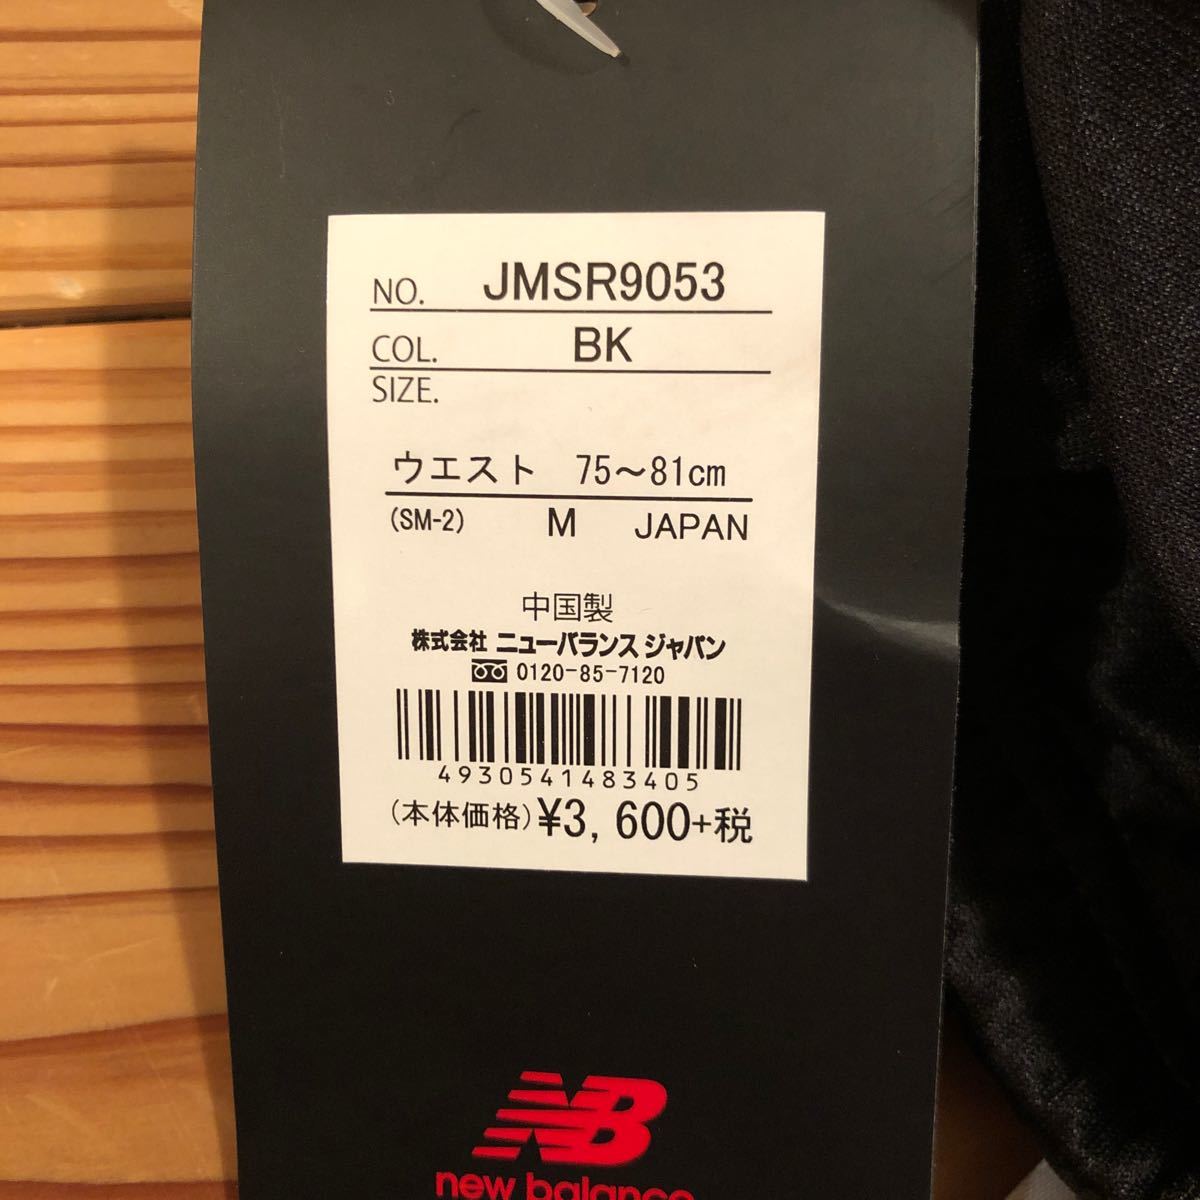 NO. JMSR9053
COL. BK
SIZE.
ウエスト 75～81cm
(SM-2) M JAPAN
中国製
株式会社 ニューバランス ジャパン
0120-85-7120
4930541483405
(本体価格)¥3,600+税
NB
new balance